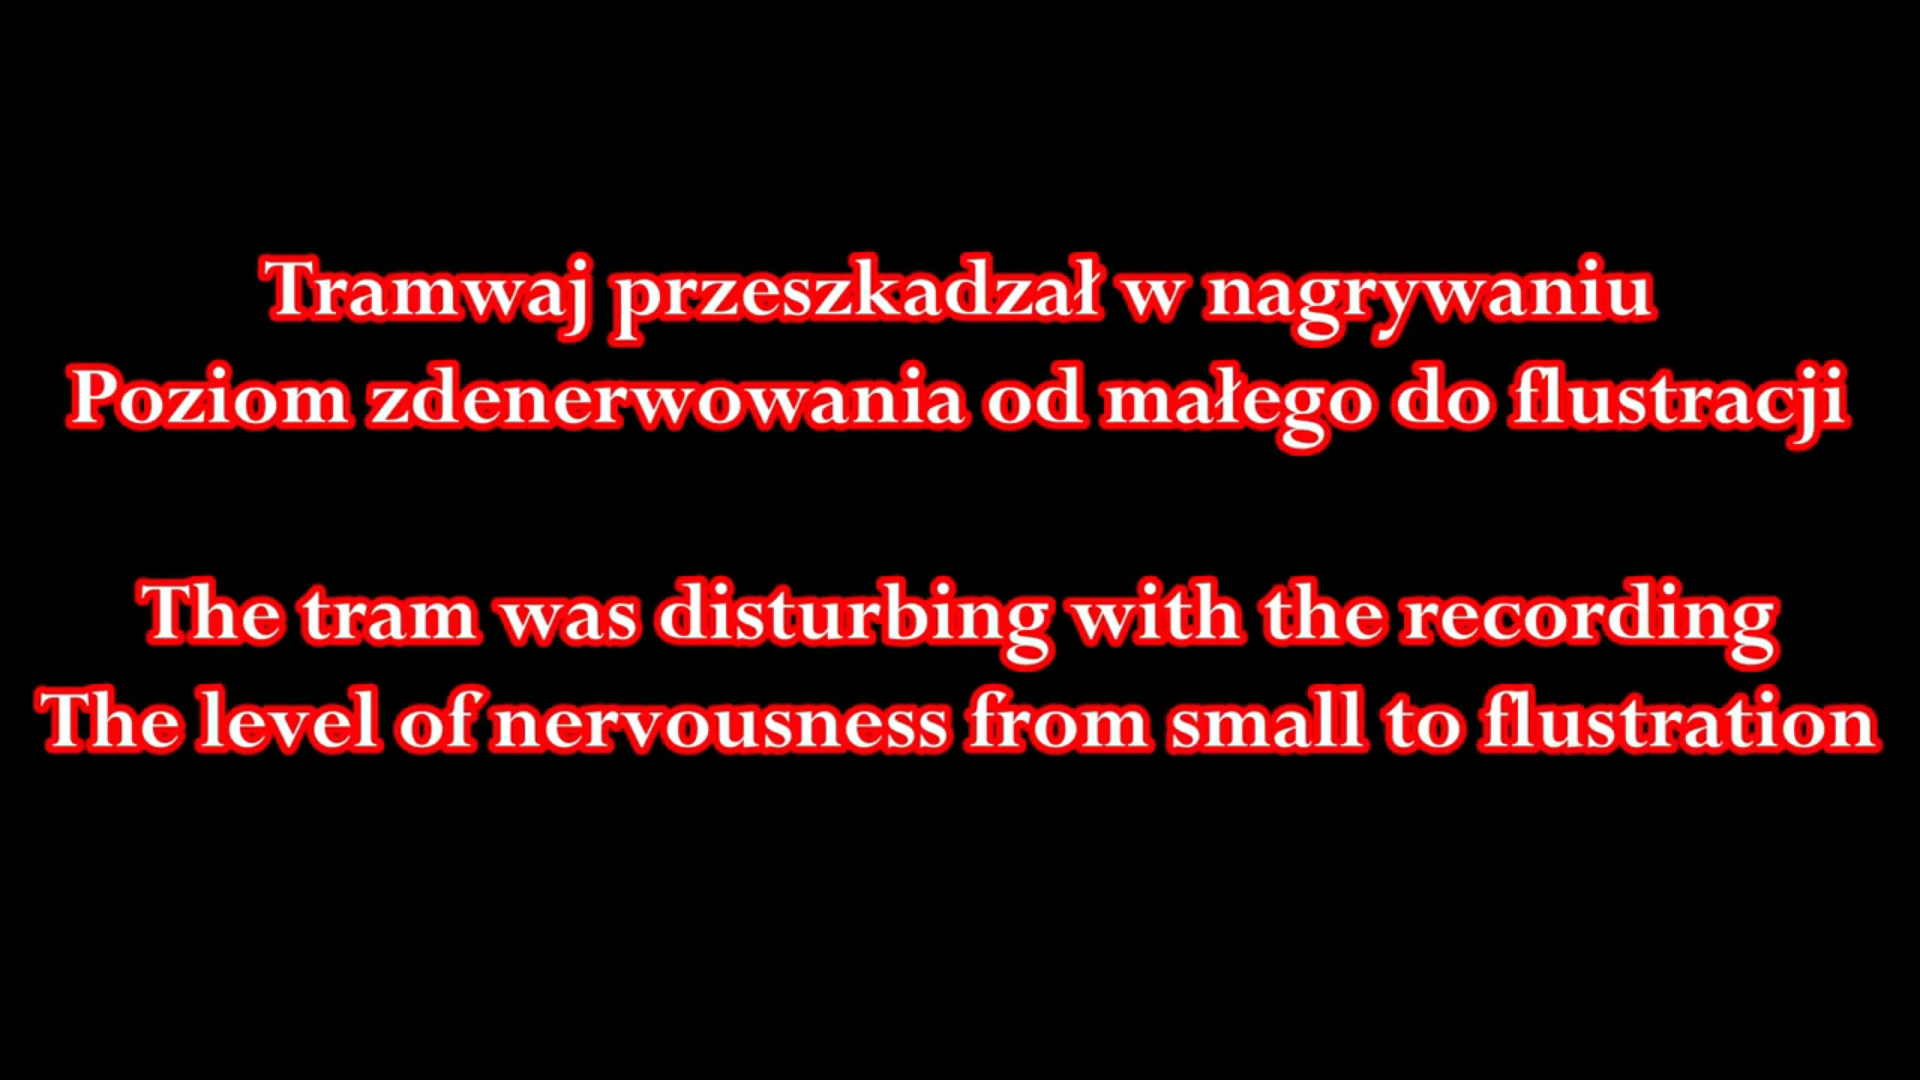 Tramwaj przeszkadzał w nagrywaniu
Poziom zdenerwowania od małego do flustracji
The tram was disturbing with the recording
The level of nervousness from small to flustration